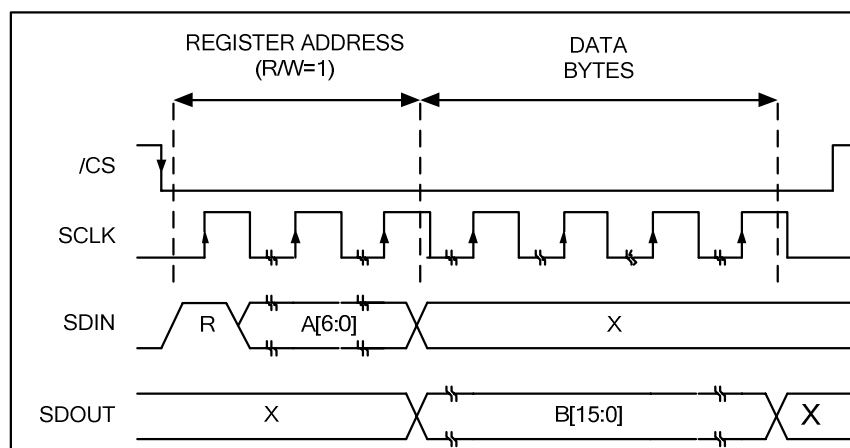 REGISTER ADDRESS
(R/W=1)
DATA
BYTES
/CS
SCLK
SDIN
R
A[6:0]
X
SDOUT
X
B[15:0]
X